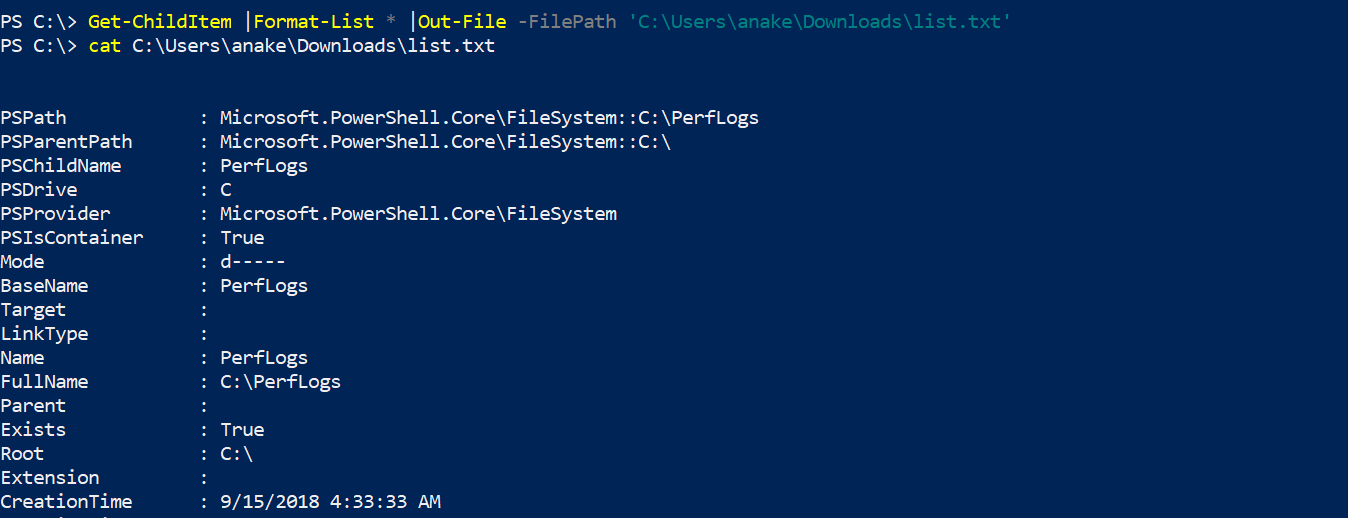 PS C:\> Get-ChildItem |Format-List * |Out-File -FilePath 'C:\Users\anake\Downloads\list.txt'
PS C:\> cat C:\Users\anake\Downloads\list.txt
PSPath            : Microsoft.PowerShell.Core\FileSystem::C:\PerfLogs
PSParentPath      : Microsoft.PowerShell.Core\FileSystem::C:\
PSChildName       : PerfLogs
PSDrive           : C
PSProvider        : Microsoft.PowerShell.Core\FileSystem
PSIsContainer     : True
Mode              : d-----
BaseName          : PerfLogs
Target            :
LinkType          :
Name              : PerfLogs
FullName          : C:\PerfLogs
Parent            :
Exists            : True
Root              : C:\
Extension         :
CreationTime      : 9/15/2018 4:33:33 AM